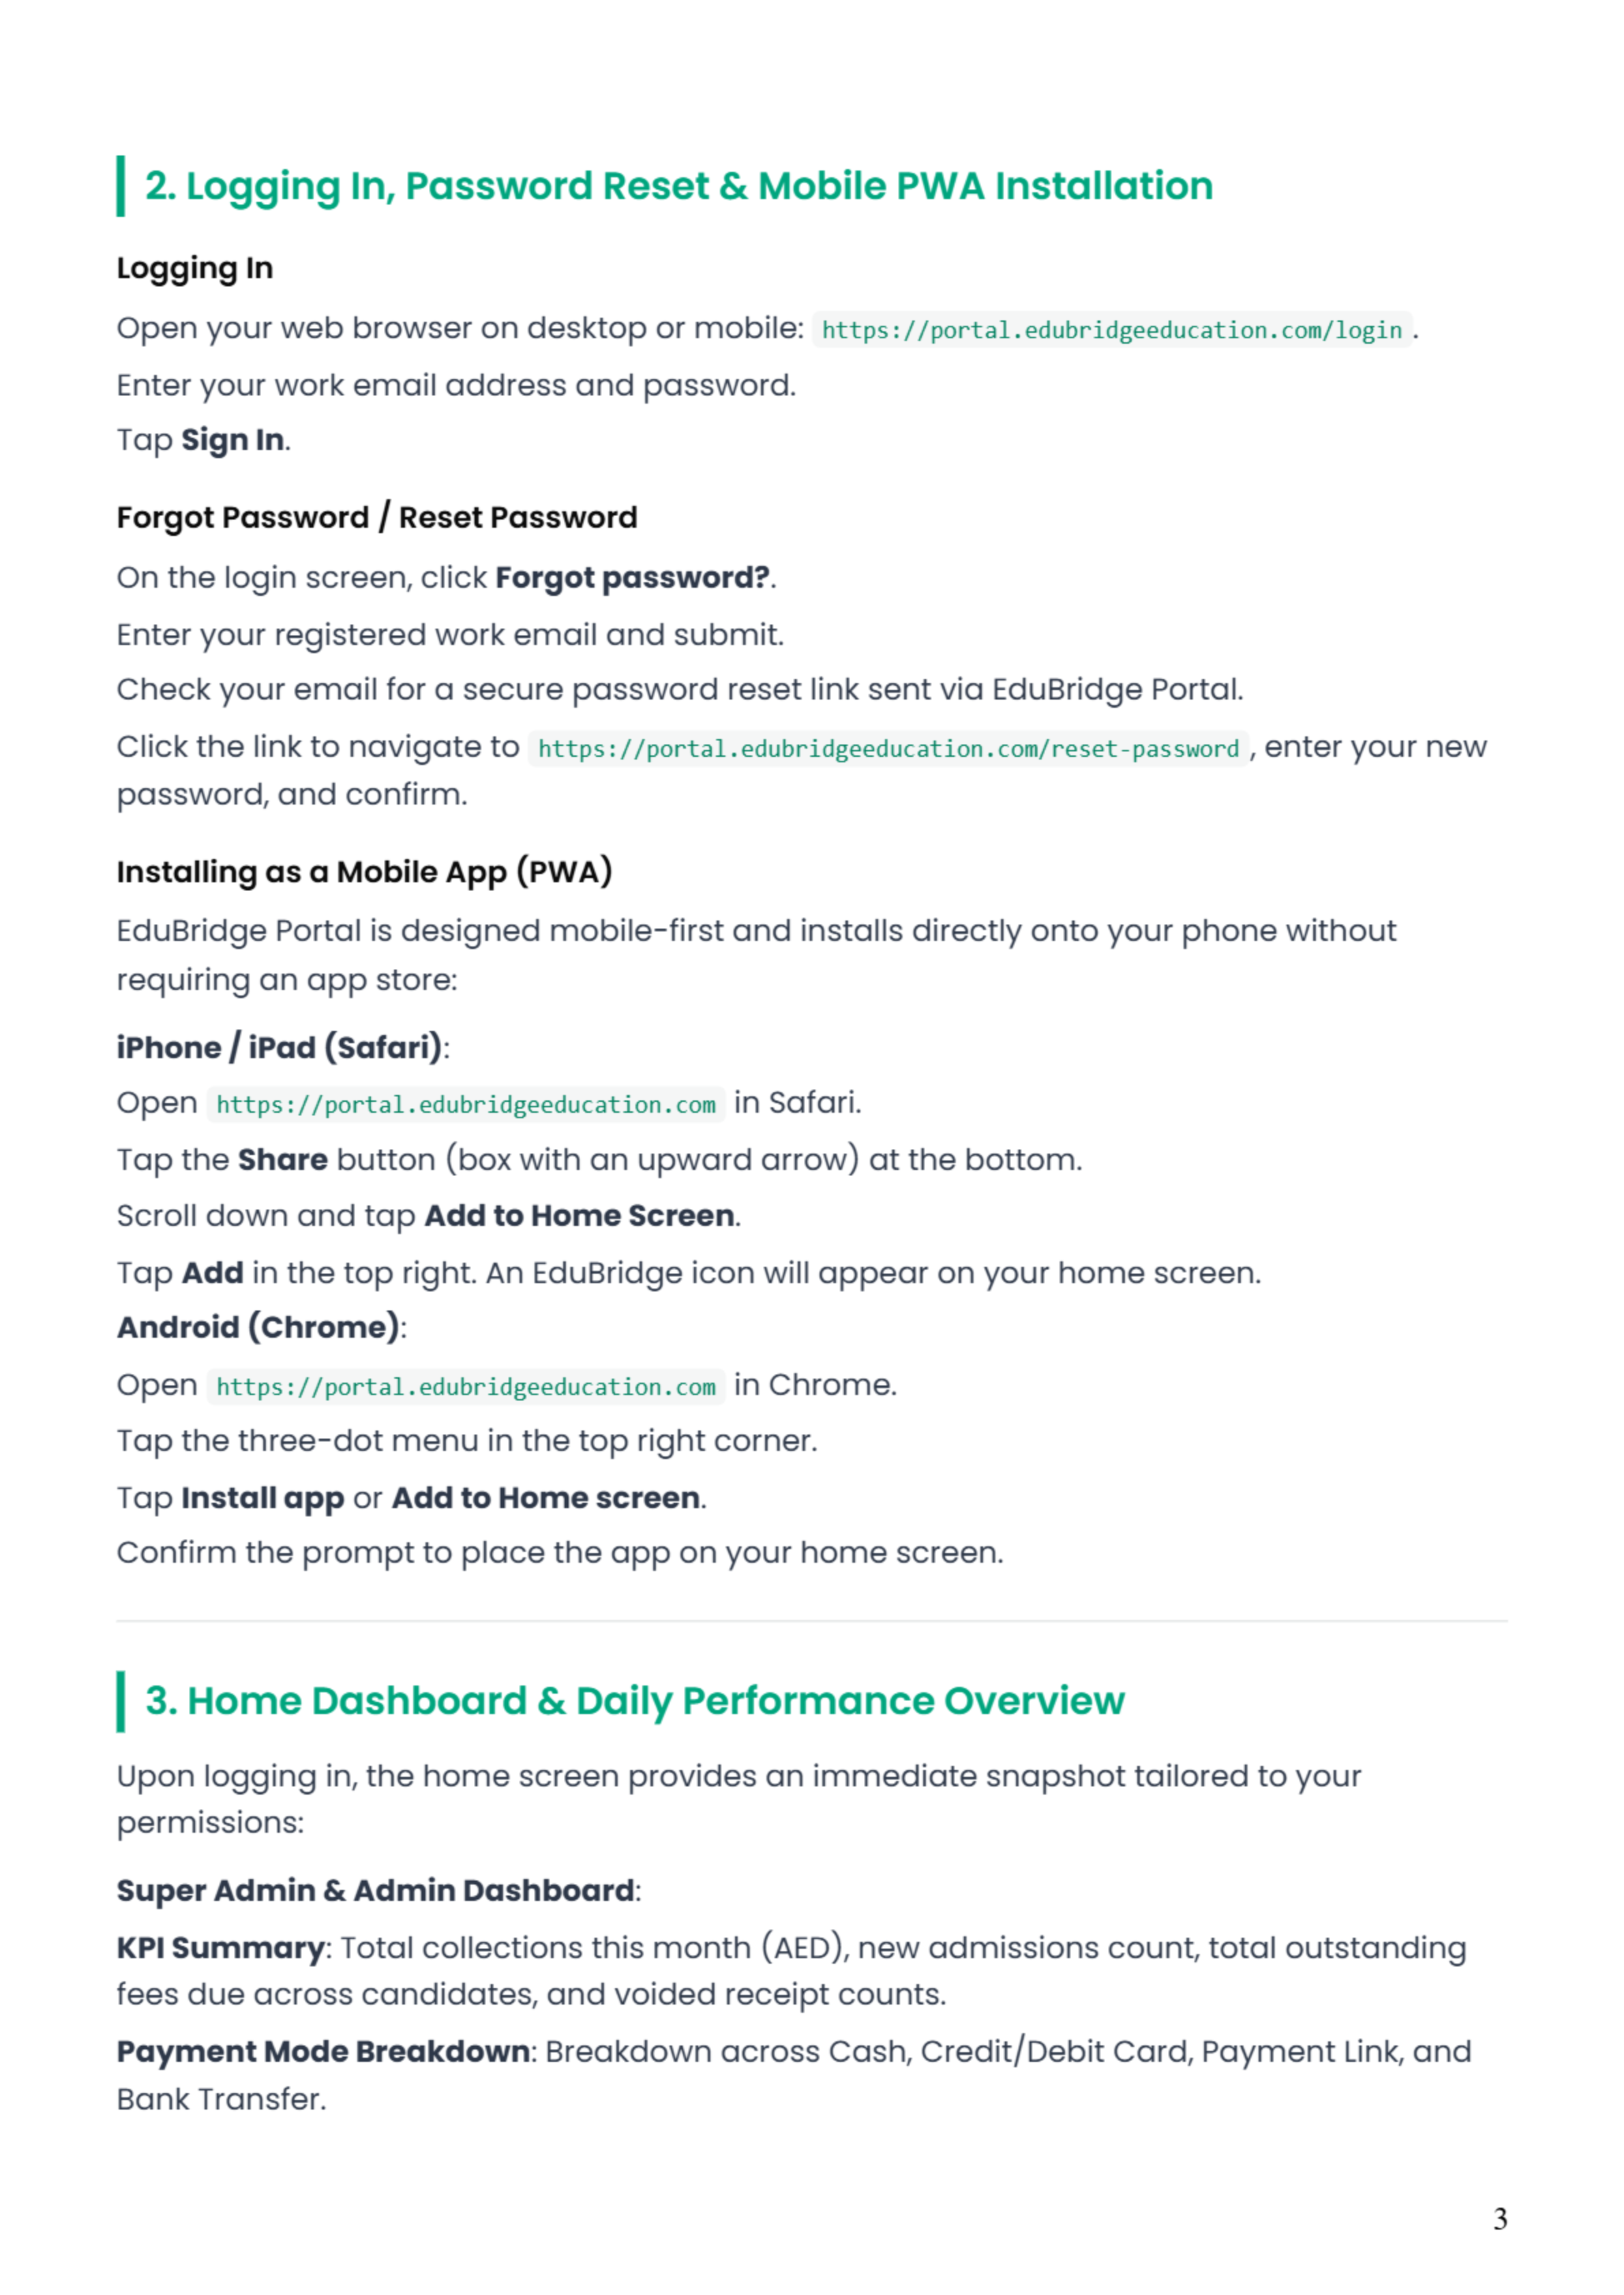 2. Logging In, Password Reset & Mobile PWA Installation
Logging In
Open your web browser on desktop or mobile: https://portal.edubridgeeducation.com/login .
Enter your work email address and password.
Tap Sign In.
Forgot Password / Reset Password
On the login screen, click Forgot password?.
Enter your registered work email and submit.
Check your email for a secure password reset link sent via EduBridge Portal.
Click the link to navigate to https://portal.edubridgeeducation.com/reset-password , enter your new
password, and confirm.
Installing as a Mobile App (PWA)
EduBridge Portal is designed mobile-first and installs directly onto your phone without
requiring an app store:
iPhone / iPad (Safari):
Open https://portal.edubridgeeducation.com in Safari.
Tap the Share button (box with an upward arrow) at the bottom.
Scroll down and tap Add to Home Screen.
Tap Add in the top right. An EduBridge icon will appear on your home screen.
Android (Chrome):
Open https://portal.edubridgeeducation.com in Chrome.
Tap the three-dot menu in the top right corner.
Tap Install app or Add to Home screen.
Confirm the prompt to place the app on your home screen.
3. Home Dashboard & Daily Performance Overview
Upon logging in, the home screen provides an immediate snapshot tailored to your
permissions:
Super Admin & Admin Dashboard:
KPI Summary: Total collections this month (AED), new admissions count, total outstanding
fees due across candidates, and voided receipt counts.
Payment Mode Breakdown: Breakdown across Cash, Credit/Debit Card, Payment Link, and
Bank Transfer.
3